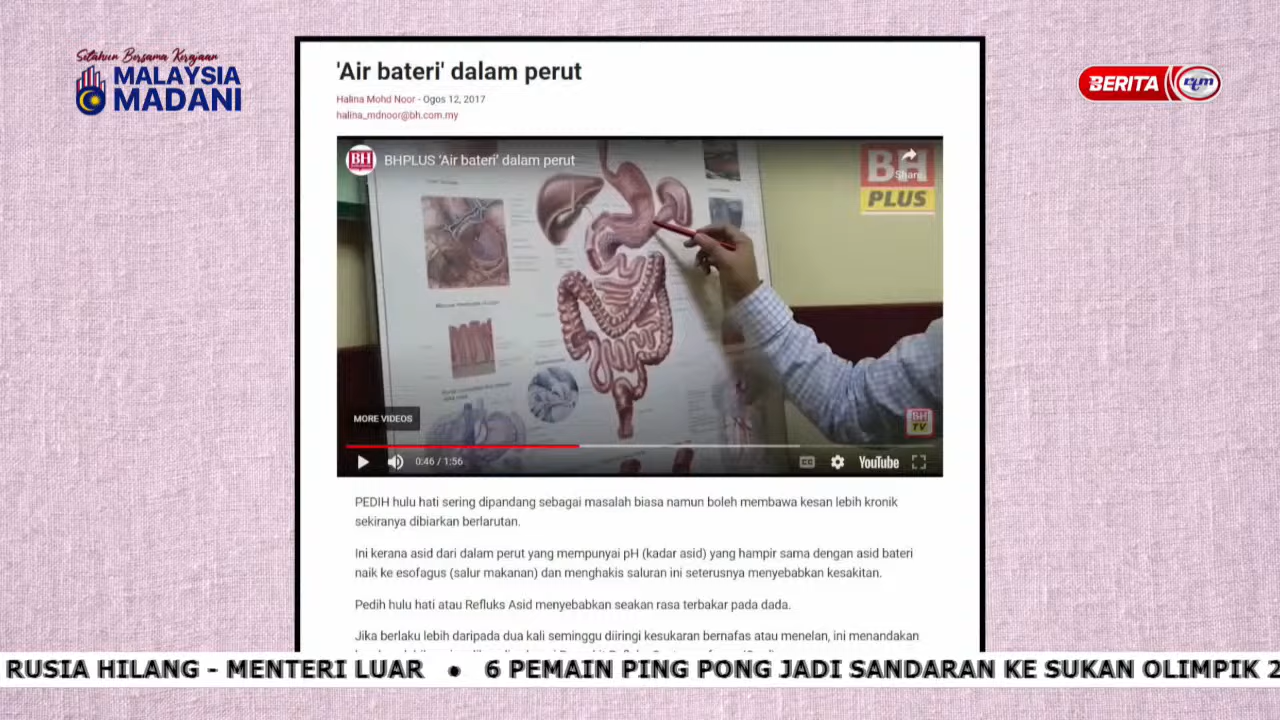 Setahun Bersama Kerajaan
MALAYSIA
MADANI
BERITA rtm
'Air bateri' dalam perut
Halina Mohd Noor - Ogos 12, 2017
halina_mdnoor@bh.com.my
BH
BHPLUS 'Air bateri' dalam perut
Share
BH
PLUS
MORE VIDEOS
BH
TV
0:46 / 1:56
CC
YouTube
PEDIH hulu hati sering dipandang sebagai masalah biasa namun boleh membawa kesan lebih kronik
sekiranya dibiarkan berlarutan.
Ini kerana asid dari dalam perut yang mempunyai pH (kadar asid) yang hampir sama dengan asid bateri
naik ke esofagus (salur makanan) dan menghakis saluran ini seterusnya menyebabkan kesakitan.
Pedih hulu hati atau Refluks Asid menyebabkan seakan rasa terbakar pada dada.
Jika berlaku lebih daripada dua kali seminggu diiringi kesukaran bernafas atau menelan, ini menandakan
RUSIA HILANG - MENTERI LUAR • 6 PEMAIN PING PONG JADI SANDARAN KE SUKAN OLIMPIK 2